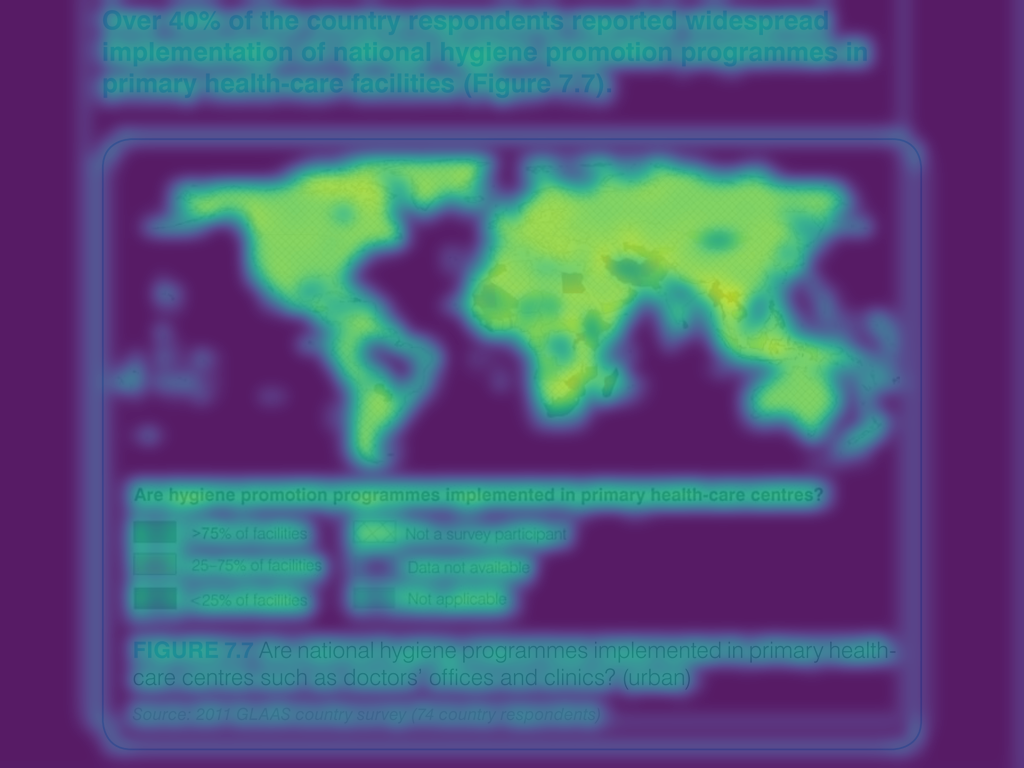 Over 40% of the country respondents reported widespread
implementation of national hygiene promotion programmes in
primary health-care facilities (Figure 7.7).
Are hygiene promotion programmes implemented in primary health-care centres?
>75% of facilities
Not a survey participant
25–75% of facilities
Data not available
<25% of facilities
Not applicable
FIGURE 7.7 Are national hygiene programmes implemented in primary health-
care centres such as doctors' offices and clinics? (urban)
Source: 2011 GLAAS country survey (74 country respondents)